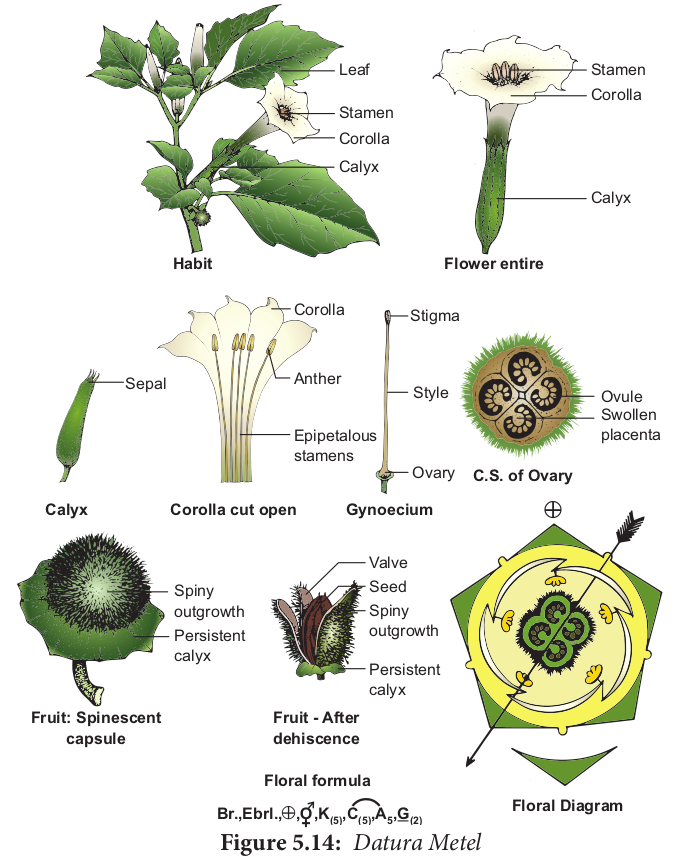 Leaf
Stamen
Corolla
Calyx
Habit
Stamen
Corolla
Calyx
Flower entire
Sepal
Calyx
Corolla
Anther
Epipetalous
stamens
Corolla cut open
Stigma
Style
Ovary
Gynoecium
Ovule
Swollen
placenta
C.S. of Ovary
Spiny
outgrowth
Persistent
calyx
Fruit: Spinescent
capsule
Valve
Seed
Spiny
outgrowth
Persistent
calyx
Fruit - After
dehiscence
Floral Diagram
Floral formula
Br.,Ebrl.,⊕,⚥,K(5),C(5),A5,G(2)
Figure 5.14: Datura Metel